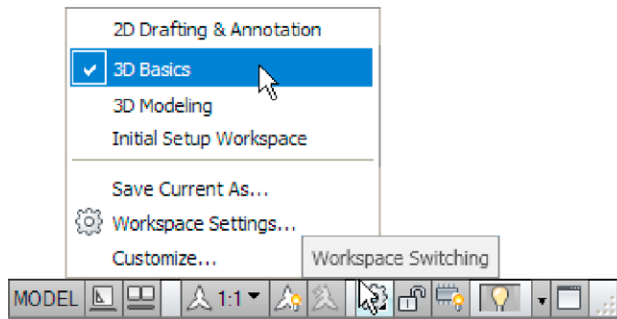 2D Drafting & Annotation
3D Basics
3D Modeling
Initial Setup Workspace
Save Current As...
Workspace Settings...
Customize...
Workspace Switching
MODEL 1:1